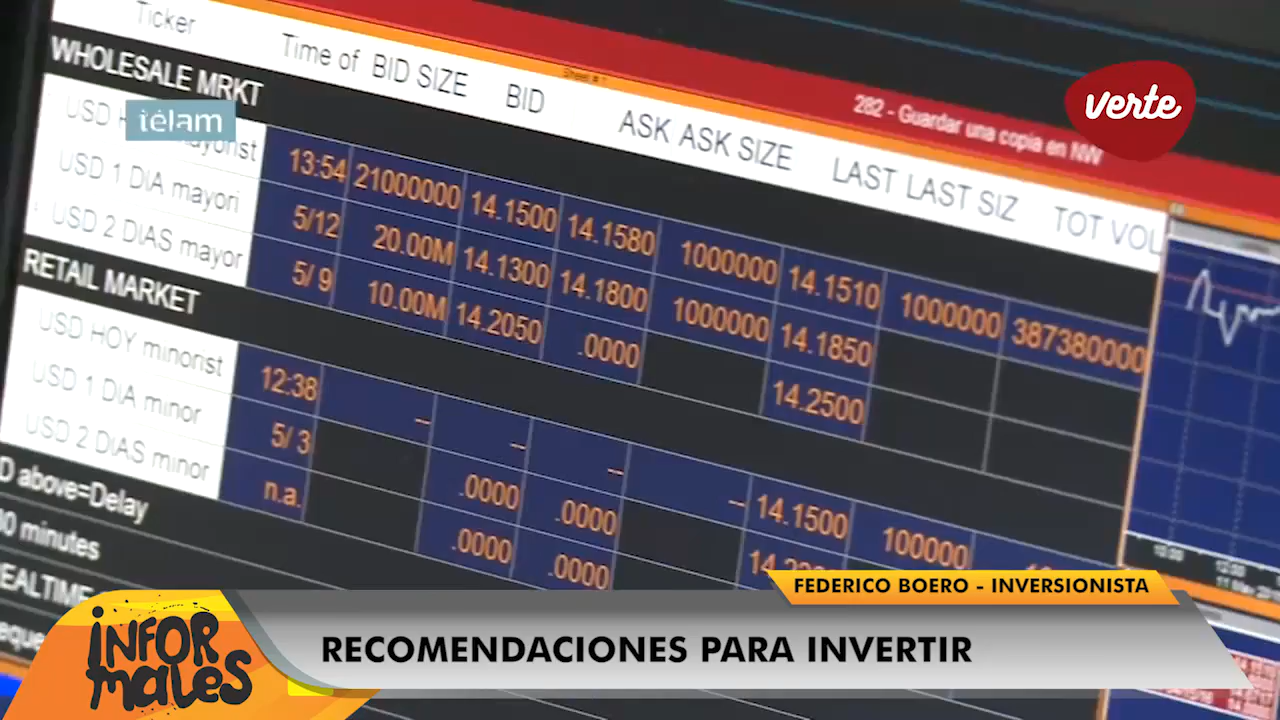 Ticker
Time of BID SIZE BID ASK ASK SIZE LAST LAST SIZ TOT VOL
282 - Guardar una copia en NW
verte
WHOLESALE MRKT
télam
USD mayorist 13:54 21000000 14.1500 14.1580 1000000 14.1510 1000000 387380000
USD 1 DIA mayori 5/12 20.00M 14.1300 14.1800 1000000 14.1850
USD 2 DIAS mayor 5/ 9 10.00M 14.2050 .0000 14.2500
RETAIL MARKET
USD HOY minorist 12:38 -- -- -- -- 14.1500 100000
USD 1 DIA minor 5/ 3 .0000 .0000
USD 2 DIAS minor n.a. .0000 .0000
D above=Delay
minutes
FEDERICO BOERO - INVERSIONISTA
iNFORMALES
RECOMENDACIONES PARA INVERTIR